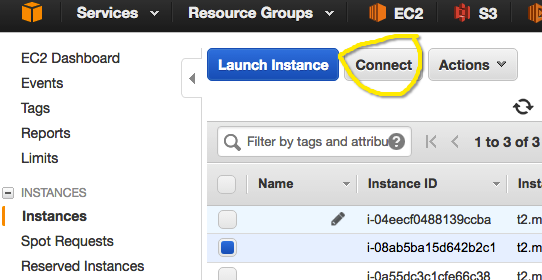 Services Resource Groups EC2 S3
EC2 Dashboard
Events
Tags
Reports
Limits
INSTANCES
Instances
Spot Requests
Reserved Instances
Launch Instance Connect Actions
Filter by tags and attribu ? 1 to 3 of 3
Name Instance ID Inst
i-04eecf0488139ccba t2.m
i-08ab5ba15d642b2c1 t2.m
i-0a55dc3c1cfe66c38 t2.m